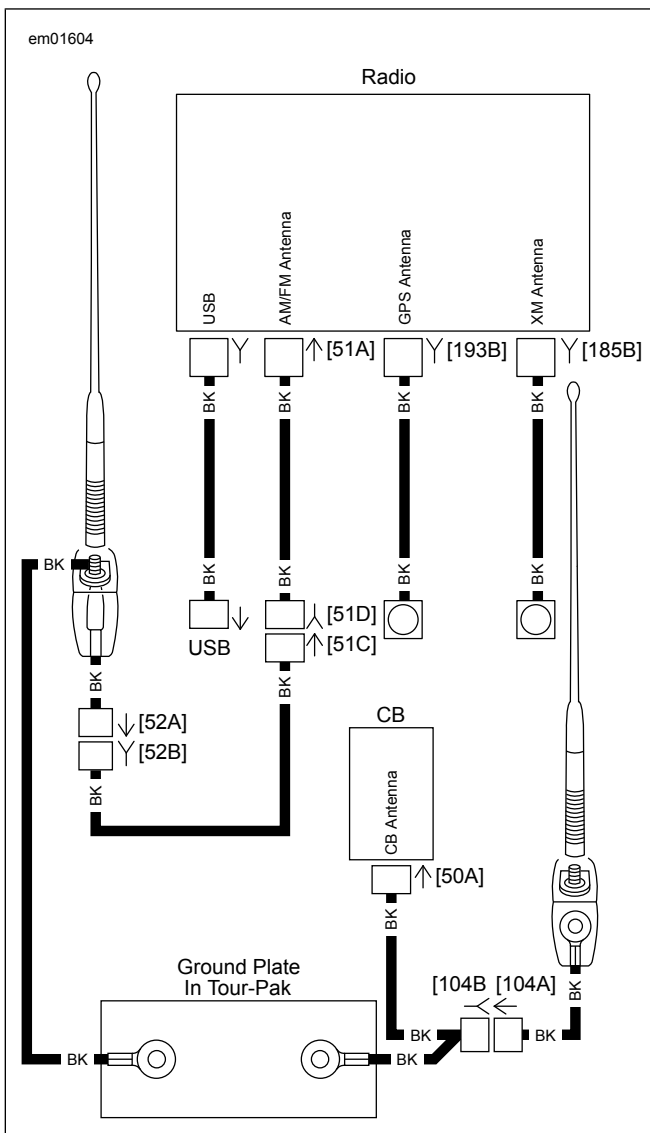 em01604
Radio
USB
AM/FM Antenna
GPS Antenna
XM Antenna
[51A]
[193B]
[185B]
BK
BK
BK
BK
BK
BK
BK
BK
BK
[51D]
USB
[51C]
BK
BK
[52A]
[52B]
BK
CB
CB Antenna
[50A]
BK
Ground Plate
In Tour-Pak
[104B
[104A]
BK
BK
BK
BK
BK